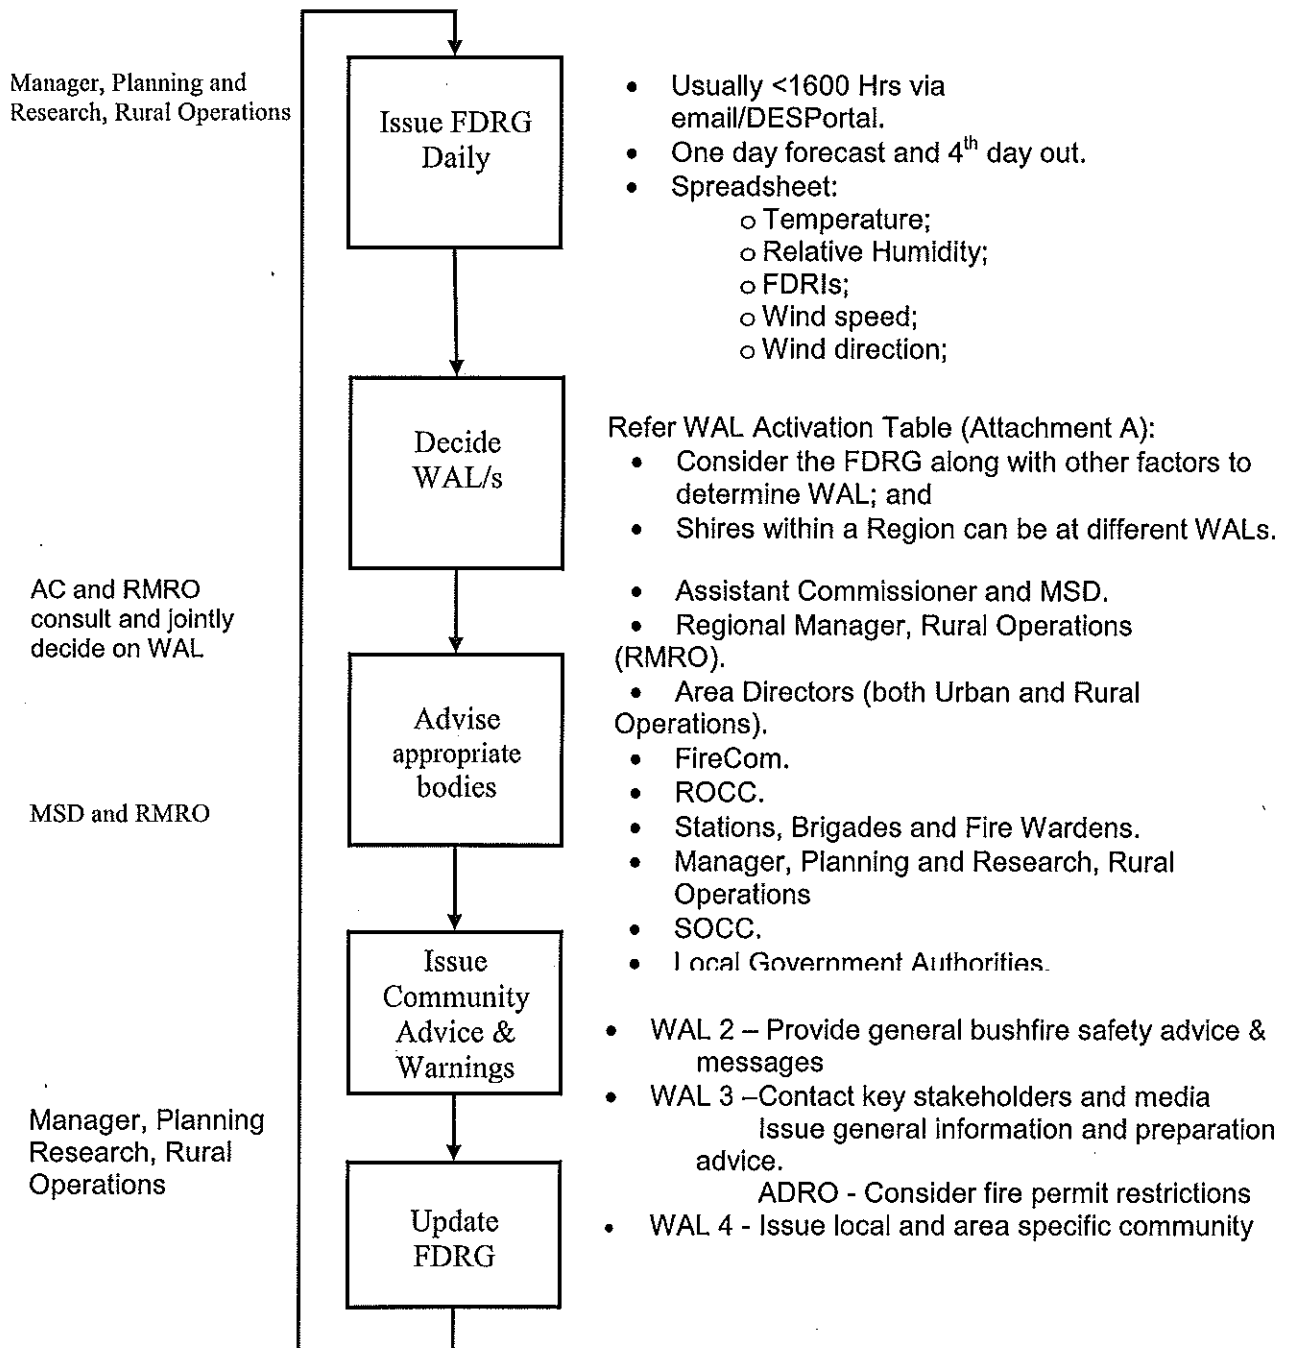 Manager, Planning and
Research, Rural Operations
Issue FDRG
Daily
• Usually <1600 Hrs via
email/DESPortal.
• One day forecast and 4th day out.
• Spreadsheet:
o Temperature;
o Relative Humidity;
o FDRIs;
o Wind speed;
o Wind direction;
Decide
WAL/s
Refer WAL Activation Table (Attachment A):
• Consider the FDRG along with other factors to
determine WAL; and
• Shires within a Region can be at different WALs.
AC and RMRO
consult and jointly
decide on WAL
• Assistant Commissioner and MSD.
• Regional Manager, Rural Operations
(RMRO).
• Area Directors (both Urban and Rural
Operations).
• FireCom.
• ROCC.
• Stations, Brigades and Fire Wardens.
• Manager, Planning and Research, Rural
Operations
• SOCC.
• Local Government Authorities.
Advise
appropriate
bodies
MSD and RMRO
Issue
Community
Advice &
Warnings
• WAL 2 – Provide general bushfire safety advice &
messages
• WAL 3 –Contact key stakeholders and media
Issue general information and preparation
advice.
ADRO - Consider fire permit restrictions
• WAL 4 - Issue local and area specific community
Manager, Planning
Research, Rural
Operations
Update
FDRG